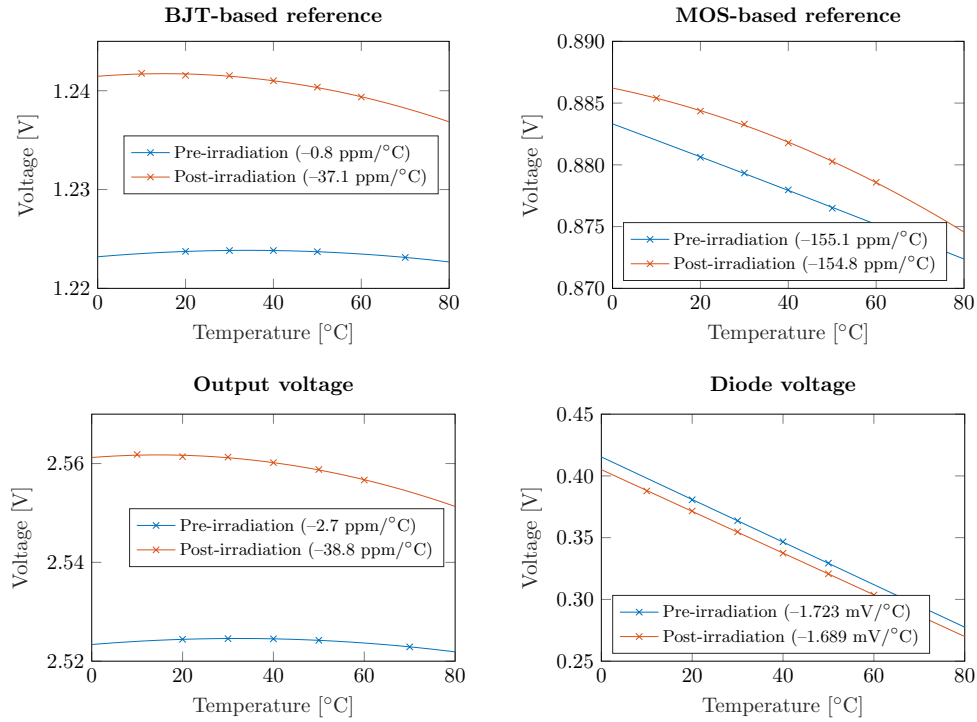 BJT-based reference
1.24
1.23
1.22
Voltage [V]
Pre-irradiation (–0.8 ppm/°C)
Post-irradiation (–37.1 ppm/°C)
0 20 40 60 80
Temperature [°C]
MOS-based reference
0.890
0.885
0.880
0.875
0.870
Voltage [V]
Pre-irradiation (–155.1 ppm/°C)
Post-irradiation (–154.8 ppm/°C)
0 20 40 60 80
Temperature [°C]
Output voltage
2.56
2.54
2.52
Voltage [V]
Pre-irradiation (–2.7 ppm/°C)
Post-irradiation (–38.8 ppm/°C)
0 20 40 60 80
Temperature [°C]
Diode voltage
0.45
0.40
0.35
0.30
0.25
Voltage [V]
Pre-irradiation (–1.723 mV/°C)
Post-irradiation (–1.689 mV/°C)
0 20 40 60 80
Temperature [°C]